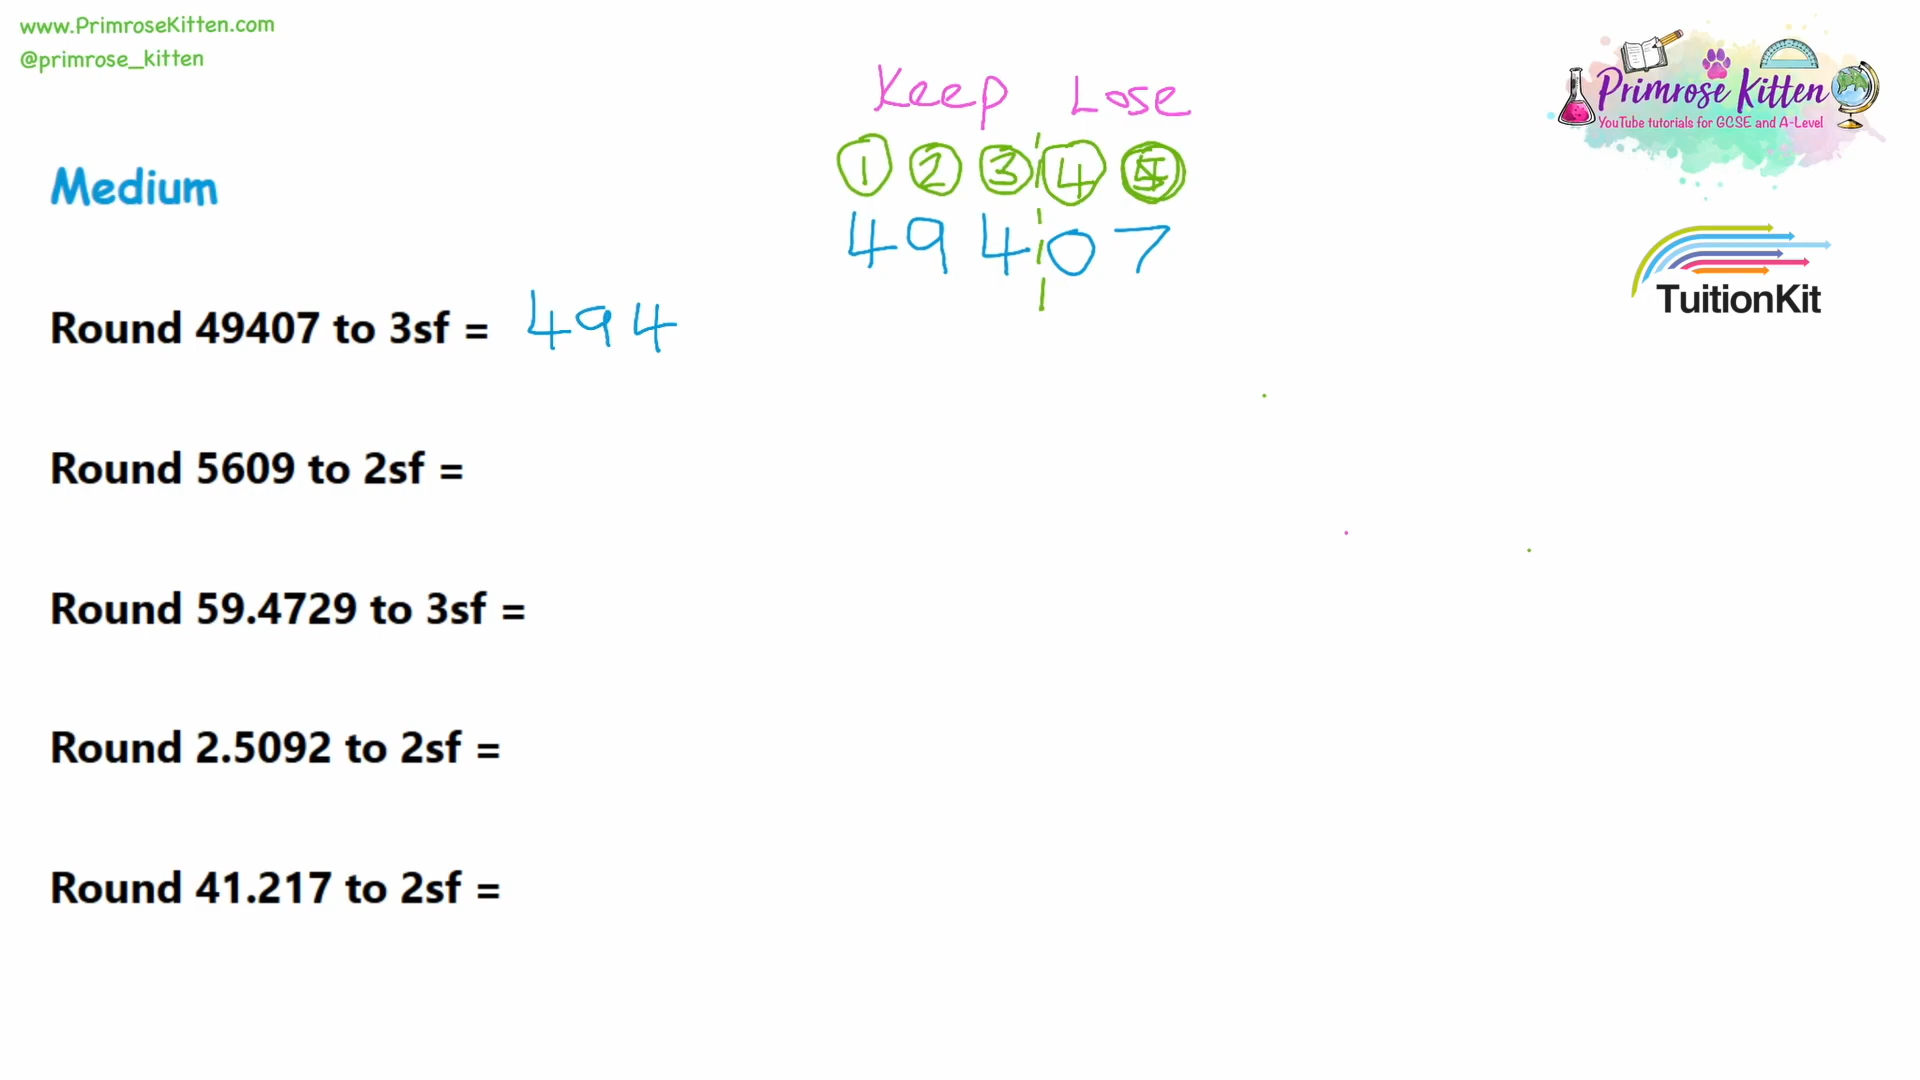 www.PrimroseKitten.com
@primrose_kitten
Keep Lose
Primrose Kitten
YouTube tutorials for GCSE and A-Level
1 2 3 4 5
Medium
4 9 4 0 7
TuitionKit
Round 49407 to 3sf = 494
Round 5609 to 2sf =
Round 59.4729 to 3sf =
Round 2.5092 to 2sf =
Round 41.217 to 2sf =